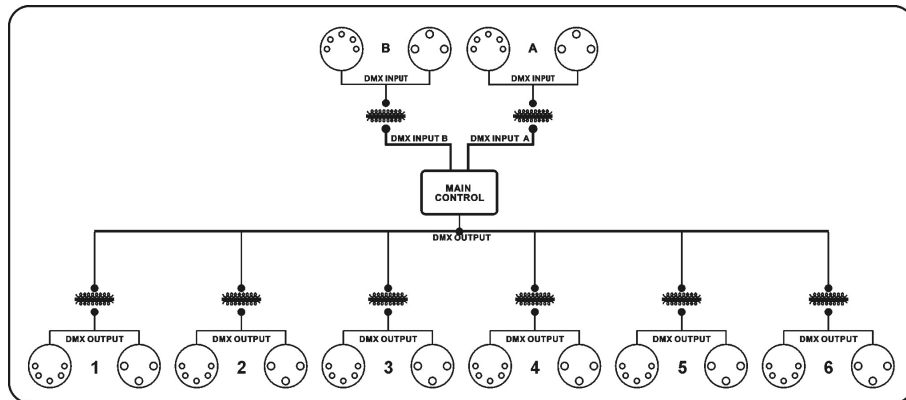 B
A
DMX INPUT
DMX INPUT
DMX INPUT B
DMX INPUT A
MAIN
CONTROL
DMX OUTPUT
DMX OUTPUT
DMX OUTPUT
DMX OUTPUT
DMX OUTPUT
DMX OUTPUT
DMX OUTPUT
1
2
3
4
5
6